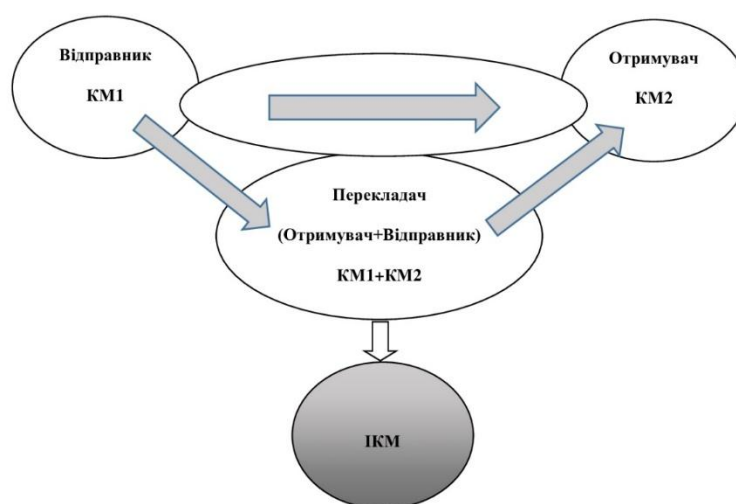 Відправник
КМ1
Отримувач
КМ2
Перекладач
(Отримувач+Відправник)
КМ1+КМ2
ІКМ